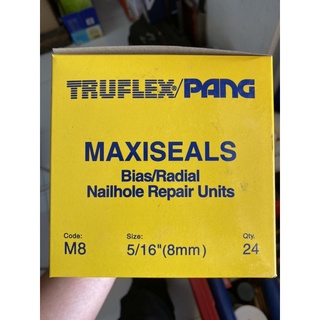 TRUFLEX/PANG
MAXISEALS
Bias/Radial
Nailhole Repair Units
Code: Size: Qty.
M8 5/16"(8mm) 24